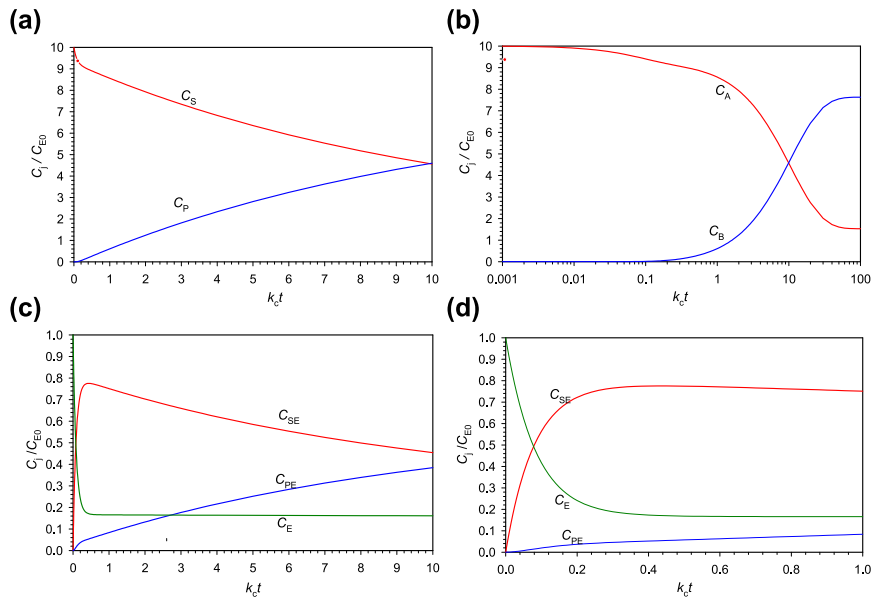 (a)
10
9
8
7
6
5
4
3
2
1
0
C_j / C_E0
C_S
C_P
0 1 2 3 4 5 6 7 8 9 10
k_c t
(b)
10
9
8
7
6
5
4
3
2
1
0
C_j / C_E0
C_A
C_B
0.001 0.01 0.1 1 10 100
k_c t
(c)
1.0
0.9
0.8
0.7
0.6
0.5
0.4
0.3
0.2
0.1
0.0
C_j /C_E0
C_SE
C_PE
C_E
0 1 2 3 4 5 6 7 8 9 10
k_c t
(d)
1.0
0.9
0.8
0.7
0.6
0.5
0.4
0.3
0.2
0.1
0.0
C_j /C_E0
C_SE
C_E
C_PE
0.0 0.2 0.4 0.6 0.8 1.0
k_c t